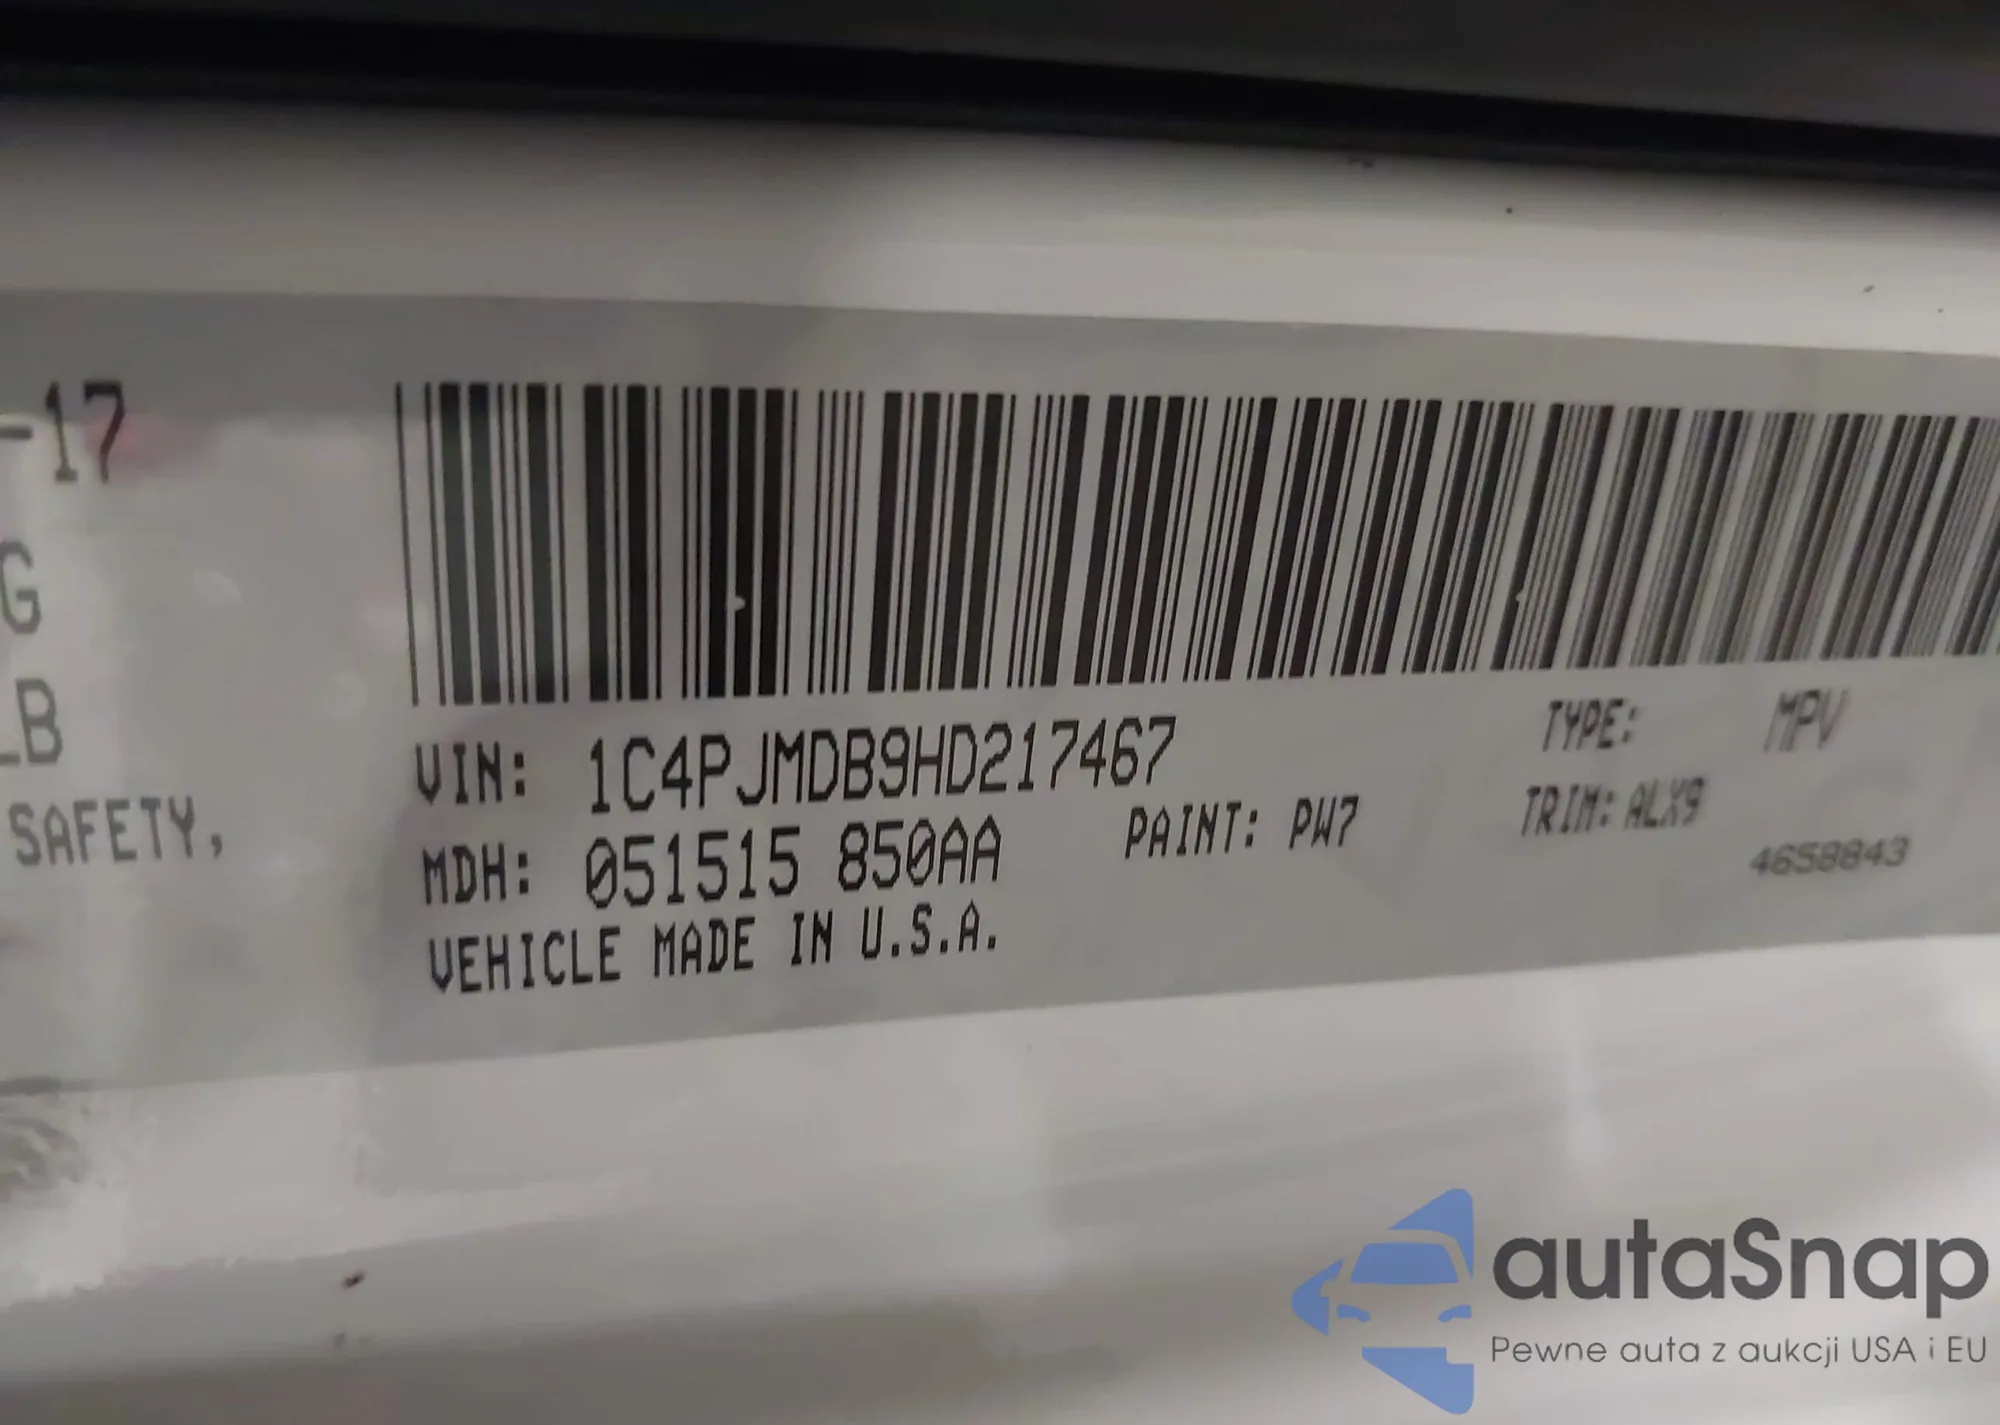 -17
G
LB
SAFETY,
VIN: 1C4PJMDB9HD217467
TYPE: MPV
MDH: 051515 850AA
PAINT: PW7
TRIM: ALX9
4658843
VEHICLE MADE IN U.S.A.
autaSnap
Pewne auta z aukcji USA i EU